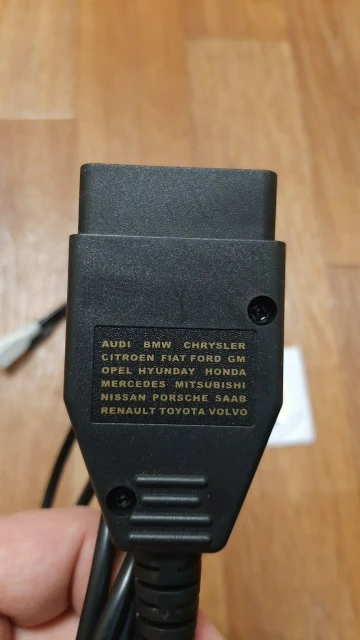 AUDI BMW CHRYSLER
CITROEN FIAT FORD GM
OPEL HYUNDAY HONDA
MERCEDES MITSUBISHI
NISSAN PORSCHE SAAB
RENAULT TOYOTA VOLVO